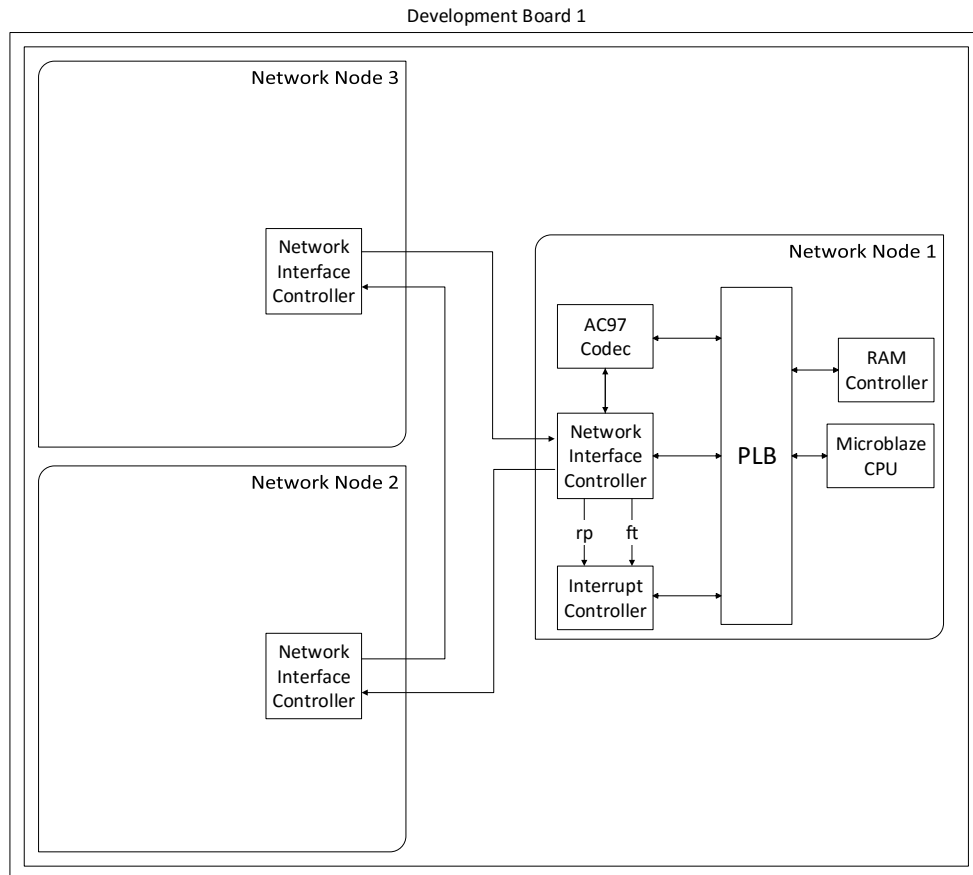 Development Board 1
Network Node 3
Network
Interface
Controller
Network Node 1
AC97
Codec
RAM
Controller
Network
Interface
Controller
PLB
Microblaze
CPU
rp
ft
Interrupt
Controller
Network Node 2
Network
Interface
Controller